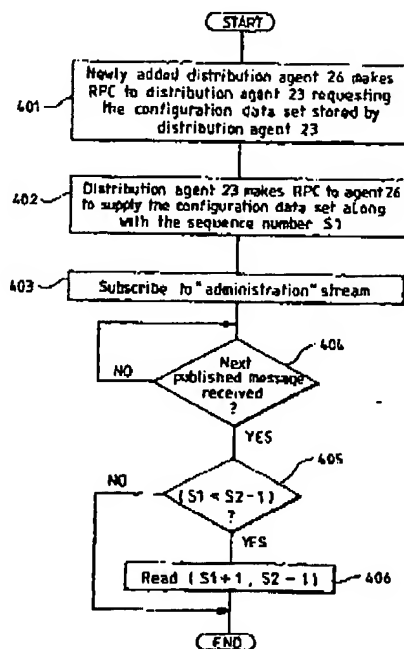 START
401
Newly added distribution agent 26 makes
RPC to distribution agent 23 requesting
the configuration data set stored by
distribution agent 23
402
Distribution agent 23 makes RPC to agent 26
to supply the configuration data set along
with the sequence number S1
403
Subscribe to "administration" stream
404
Next
published message
received
?
NO
YES
405
(S1 < S2-1)
?
NO
YES
Read (S1+1, S2-1)
406
END